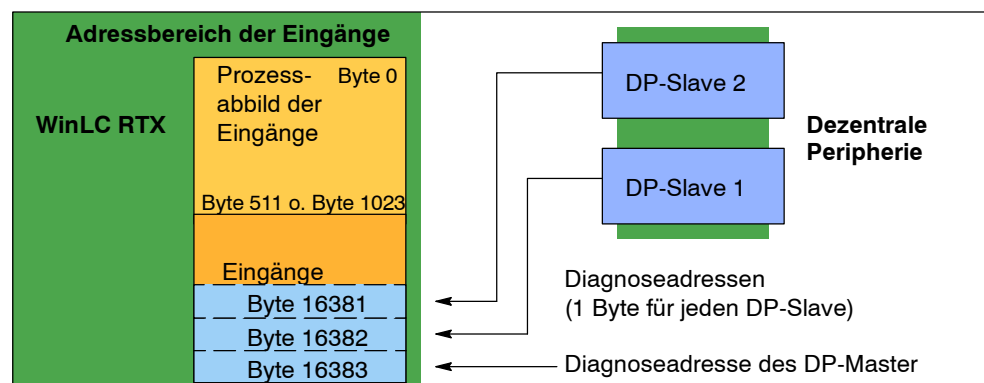 Adressbereich der Eingänge
WinLC RTX
Prozess-
Byte 0
abbild der
Eingänge
Byte 511 o. Byte 1023
Eingänge
Byte 16381
Byte 16382
Byte 16383
DP-Slave 2
DP-Slave 1
Dezentrale
Peripherie
Diagnoseadressen
(1 Byte für jeden DP-Slave)
Diagnoseadresse des DP-Master